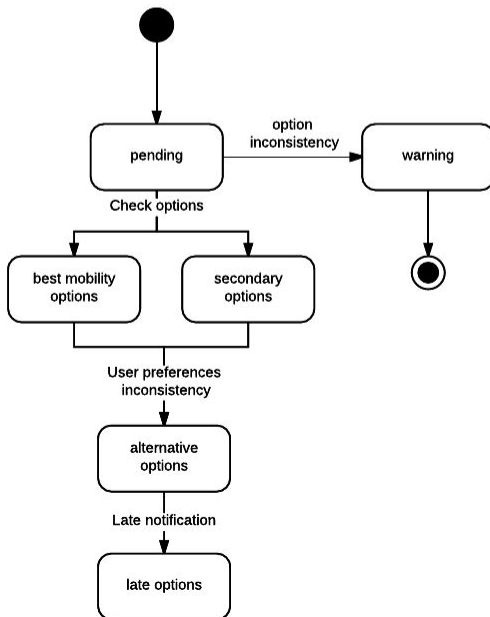 option
inconsistency
pending
warning
Check options
best mobility
options
secondary
options
User preferences
inconsistency
alternative
options
Late notification
late options